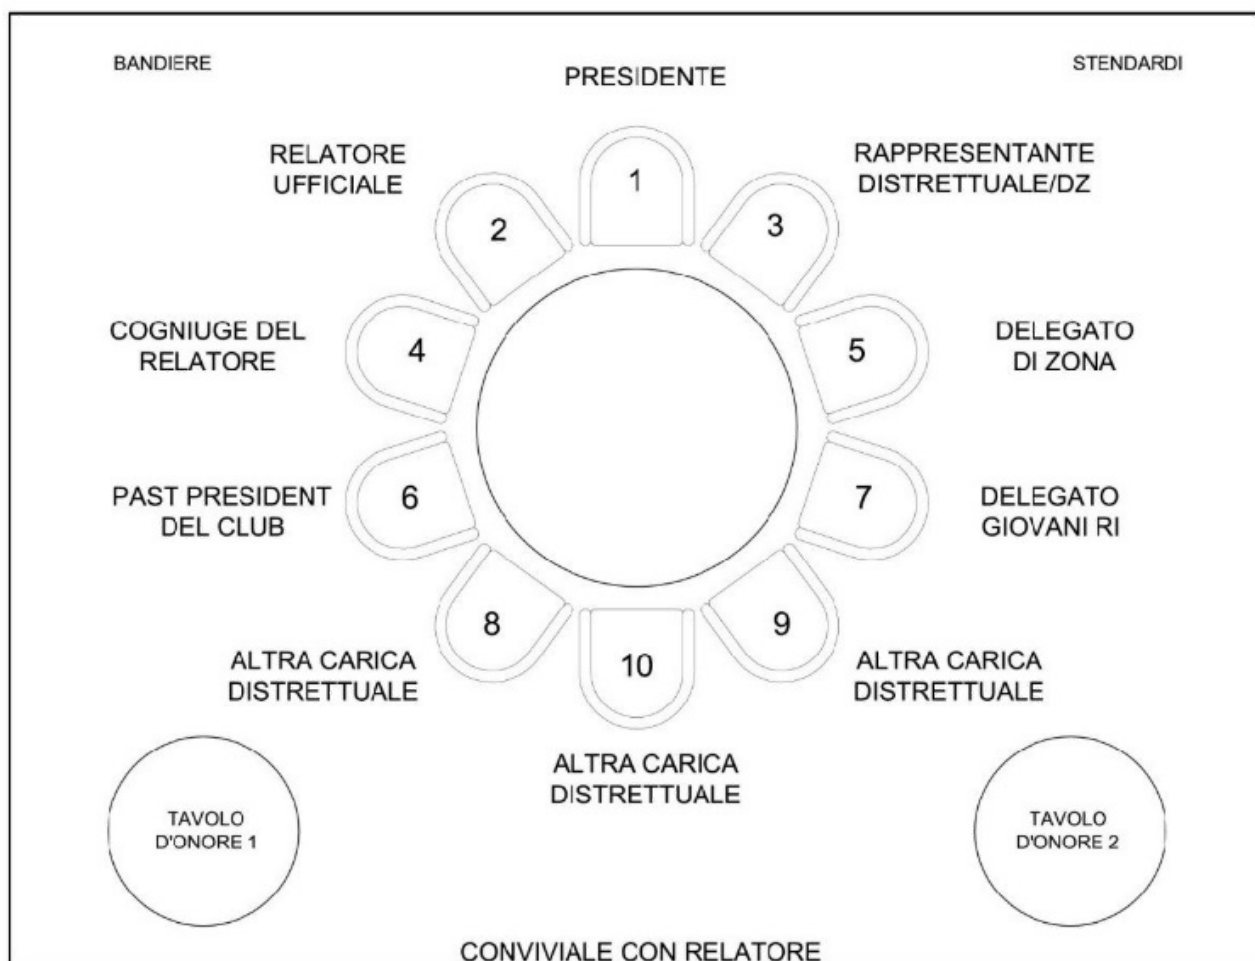 BANDIERE
STENDARDI
PRESIDENTE
RELATORE
UFFICIALE
RAPPRESENTANTE
DISTRETTUALE/DZ
1
2
3
COGNIUGE DEL
RELATORE
4
5
DELEGATO
DI ZONA
PAST PRESIDENT
DEL CLUB
6
7
DELEGATO
GIOVANI RI
8
9
10
ALTRA CARICA
DISTRETTUALE
ALTRA CARICA
DISTRETTUALE
ALTRA CARICA
DISTRETTUALE
TAVOLO
D'ONORE 1
TAVOLO
D'ONORE 2
CONVIVIALE CON RELATORE